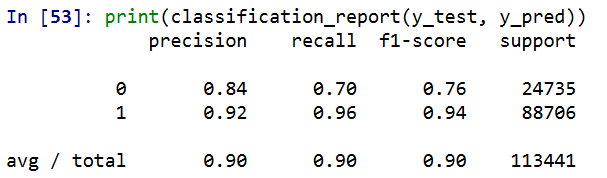 In [53]: print(classification_report(y_test, y_pred))
precision recall f1-score support
0 0.84 0.70 0.76 24735
1 0.92 0.96 0.94 88706
avg / total 0.90 0.90 0.90 113441